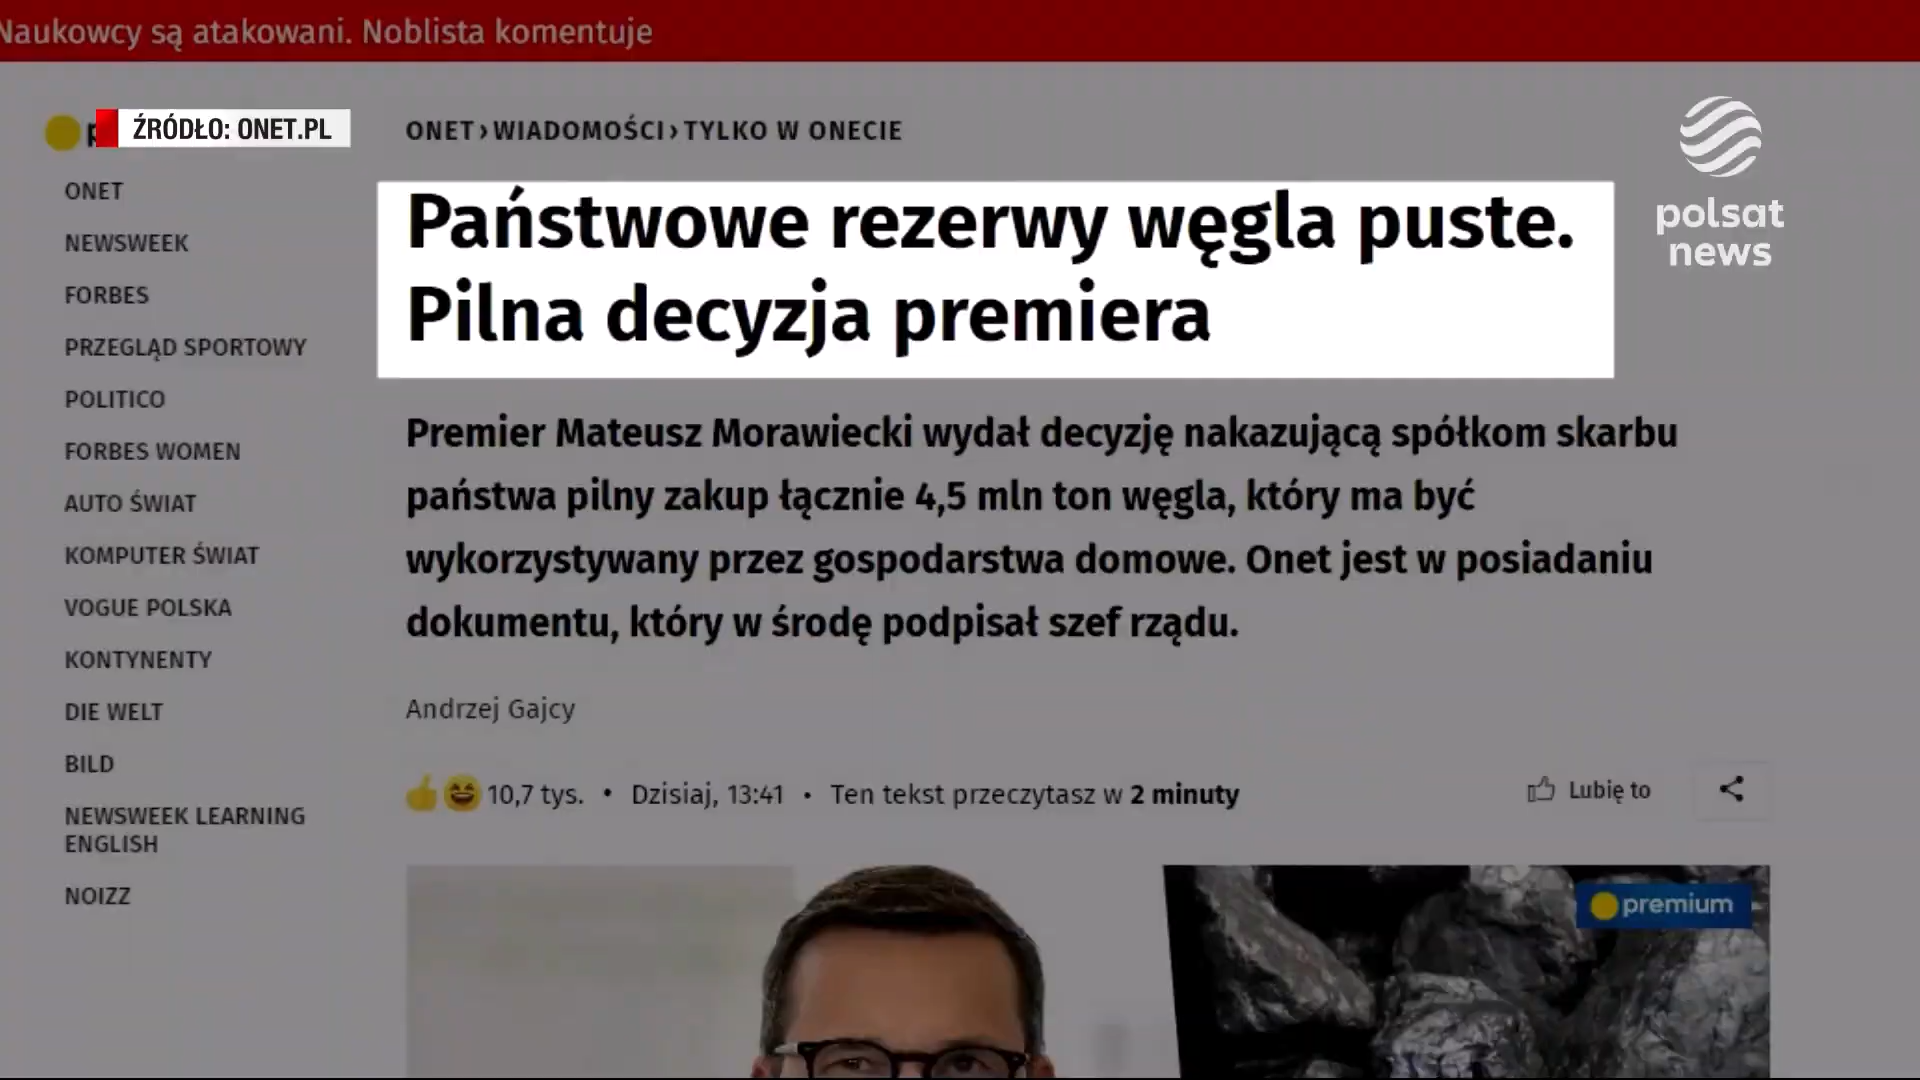 Naukowcy są atakowani. Noblista komentuje
ŹRÓDŁO: ONET.PL
ONET›WIADOMOŚCI›TYLKO W ONECIE
polsat
news
Państwowe rezerwy węgla puste.
Pilna decyzja premiera
Premier Mateusz Morawiecki wydał decyzję nakazującą spółkom skarbu
państwa pilny zakup łącznie 4,5 mln ton węgla, który ma być
wykorzystywany przez gospodarstwa domowe. Onet jest w posiadaniu
dokumentu, który w środę podpisał szef rządu.
Andrzej Gajcy
10,7 tys. • Dzisiaj, 13:41 • Ten tekst przeczytasz w 2 minuty
Lubię to
premium
ONET
NEWSWEEK
FORBES
PRZEGLĄD SPORTOWY
POLITICO
FORBES WOMEN
AUTO ŚWIAT
KOMPUTER ŚWIAT
VOGUE POLSKA
KONTYNENTY
DIE WELT
BILD
NEWSWEEK LEARNING
ENGLISH
NOIZZ